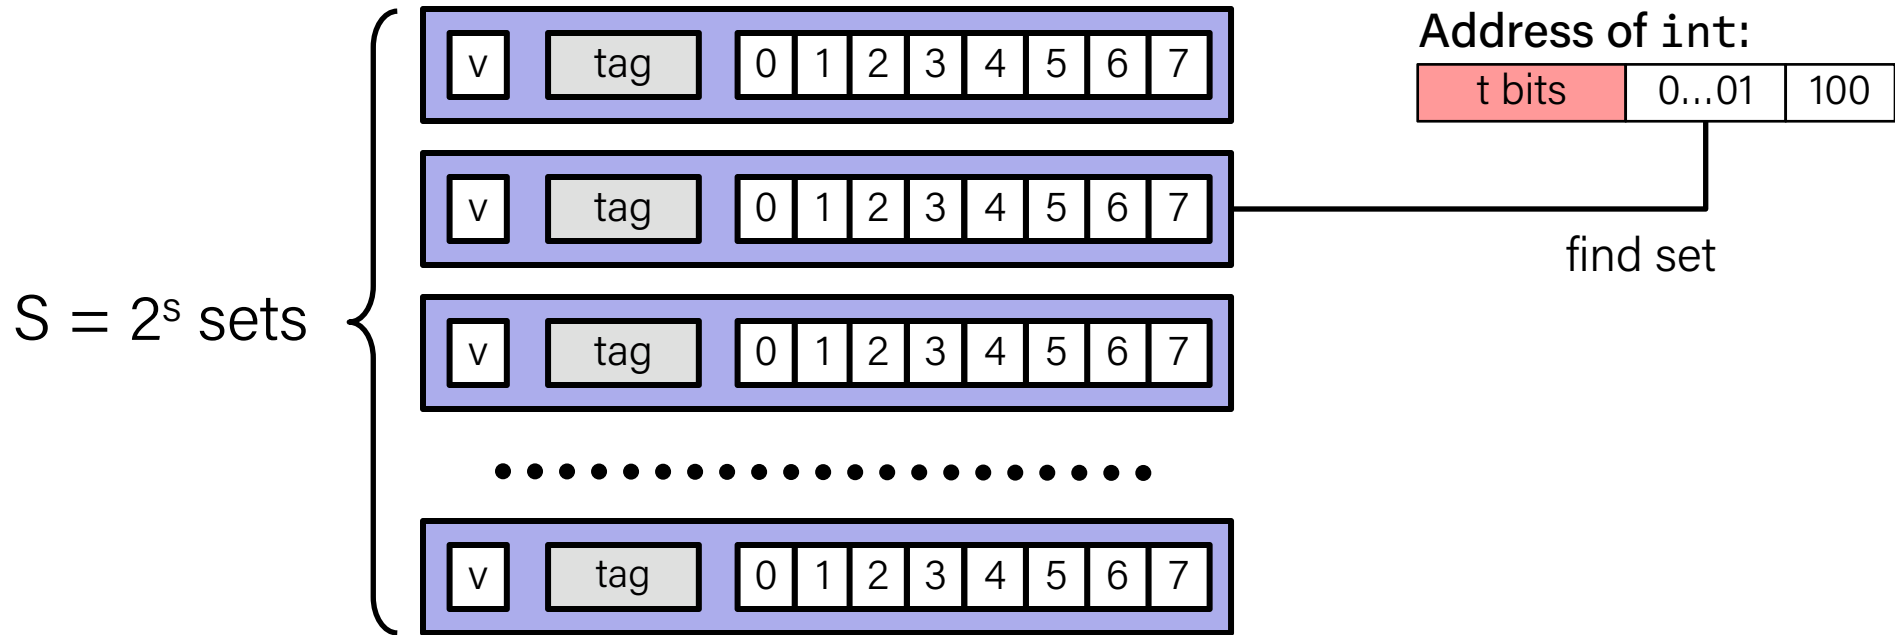 v tag 0 1 2 3 4 5 6 7
Address of int:
t bits 0...01 100
v tag 0 1 2 3 4 5 6 7
find set
S = 2ˢ sets
v tag 0 1 2 3 4 5 6 7
v tag 0 1 2 3 4 5 6 7